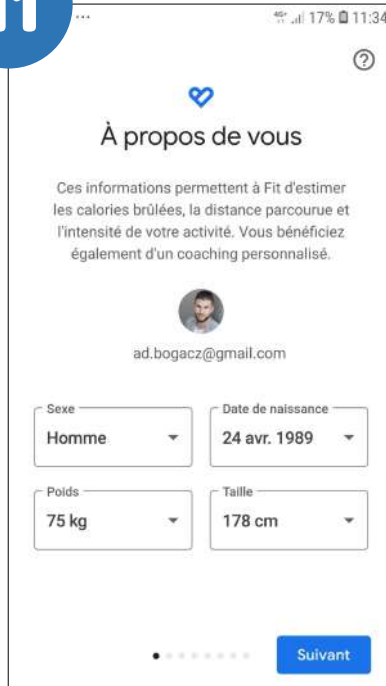 11
... 4G+ 17% 11:34
À propos de vous
Ces informations permettent à Fit d'estimer
les calories brûlées, la distance parcourue et
l'intensité de votre activité. Vous bénéficiez
également d'un coaching personnalisé.
ad.bogacz@gmail.com
Sexe
Homme
Date de naissance
24 avr. 1989
Poids
75 kg
Taille
178 cm
Suivant